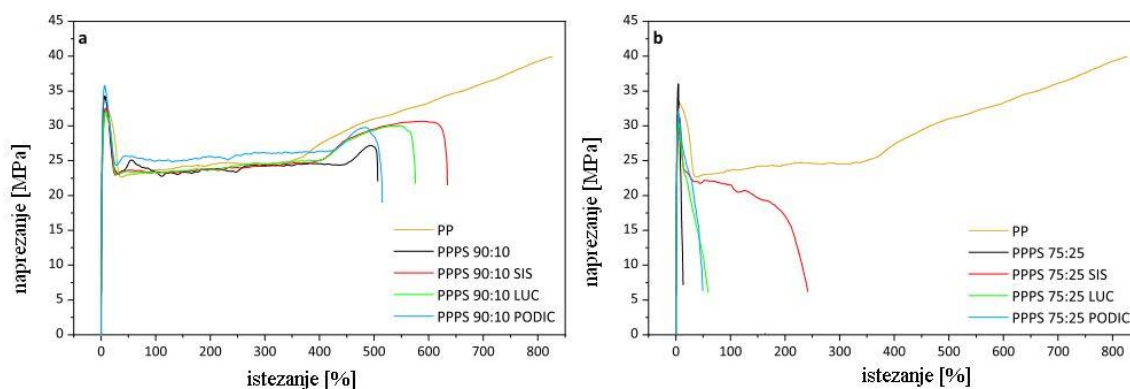 a
45
40
35
30
25
20
15
10
5
0
naprezanje [MPa]
PP
PPPS 90:10
PPPS 90:10 SIS
PPPS 90:10 LUC
PPPS 90:10 PODIC
0 100 200 300 400 500 600 700 800
istezanje [%]
b
45
40
35
30
25
20
15
10
5
0
naprezanje [MPa]
PP
PPPS 75:25
PPPS 75:25 SIS
PPPS 75:25 LUC
PPPS 75:25 PODIC
0 100 200 300 400 500 600 700 800
istezanje [%]